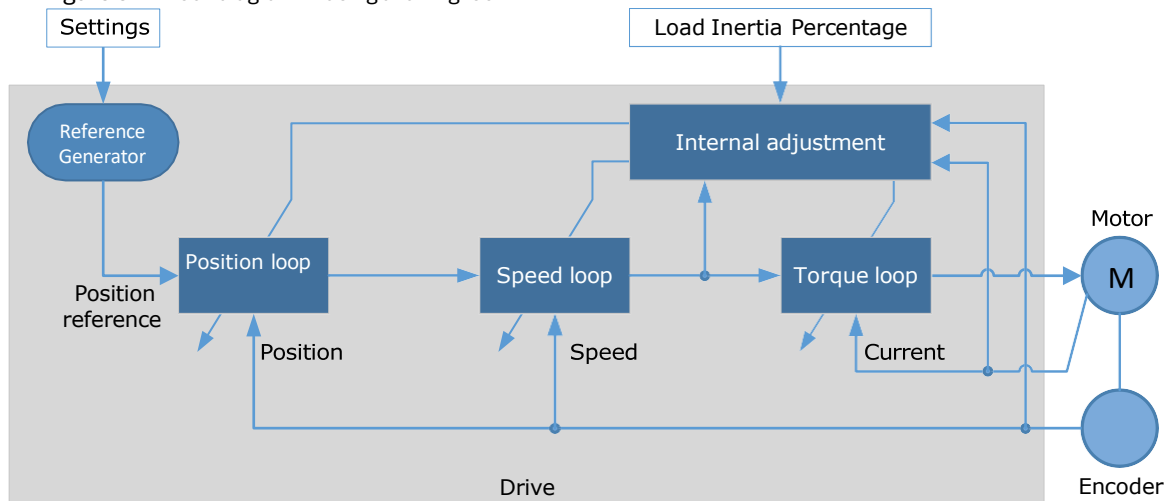 Settings
Load Inertia Percentage
Reference
Generator
Internal adjustment
Motor
Position loop
Speed loop
Torque loop
M
Position
reference
Position
Speed
Current
Drive
Encoder